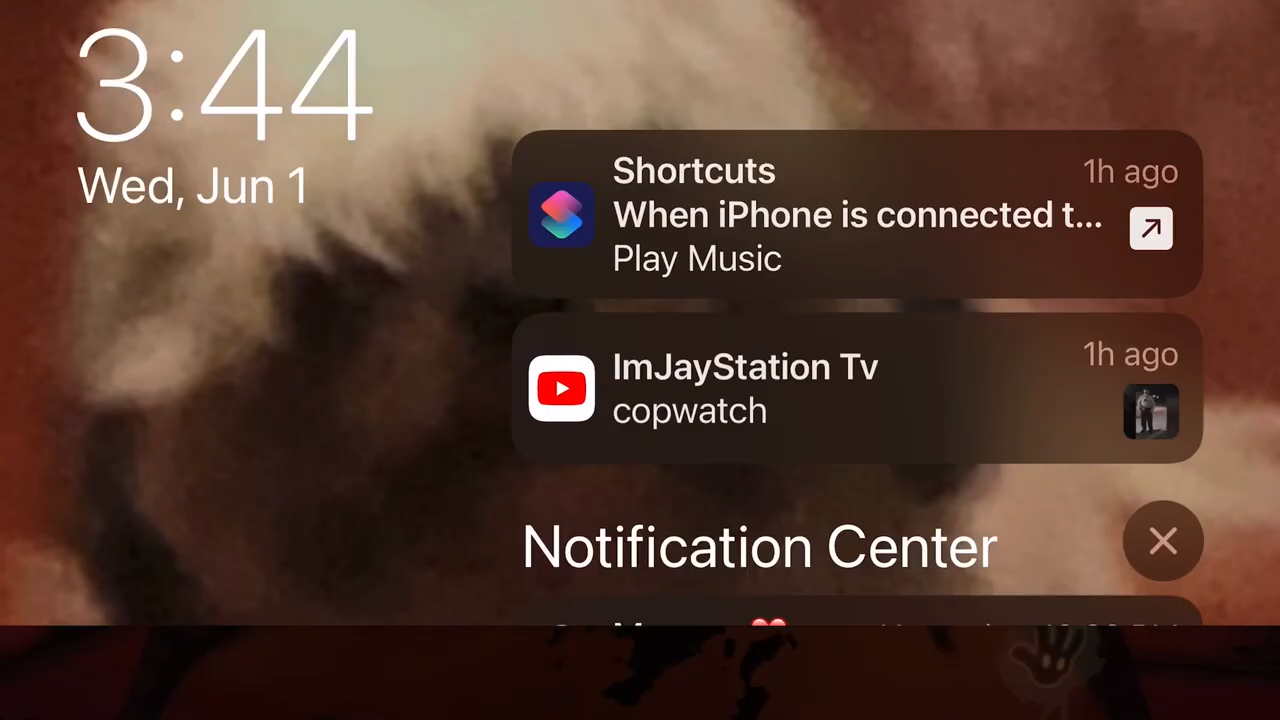 3:44
Wed, Jun 1
Shortcuts
1h ago
When iPhone is connected t...
Play Music
ImJayStation Tv
1h ago
copwatch
Notification Center